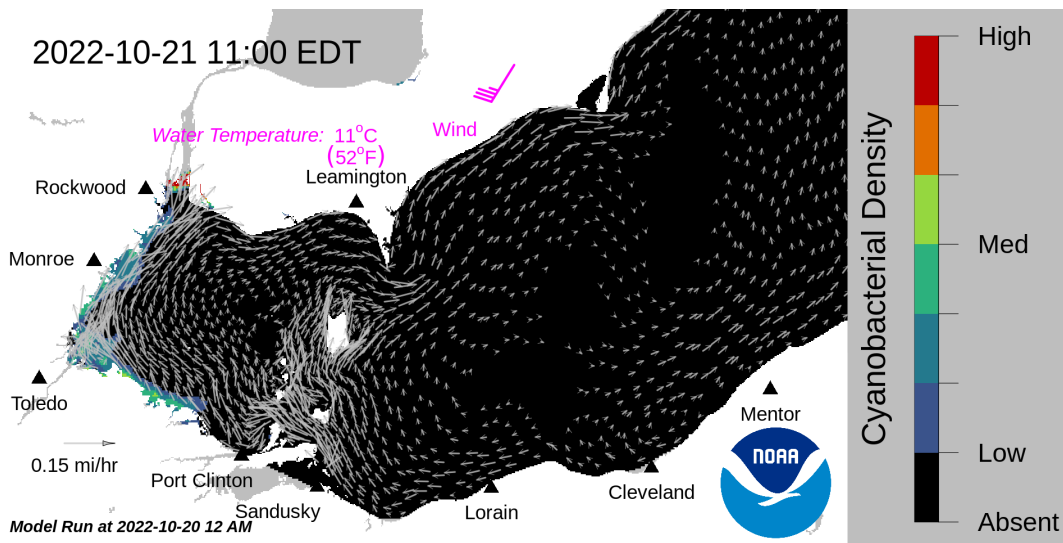 2022-10-21 11:00 EDT
Wind
Water Temperature: 11°C
(52°F)
Leamington
Rockwood
Monroe
Toledo
0.15 mi/hr
Port Clinton
Sandusky
Lorain
Cleveland
Mentor
NOAA
Model Run at 2022-10-20 12 AM
Cyanobacterial Density
High
Med
Low
Absent